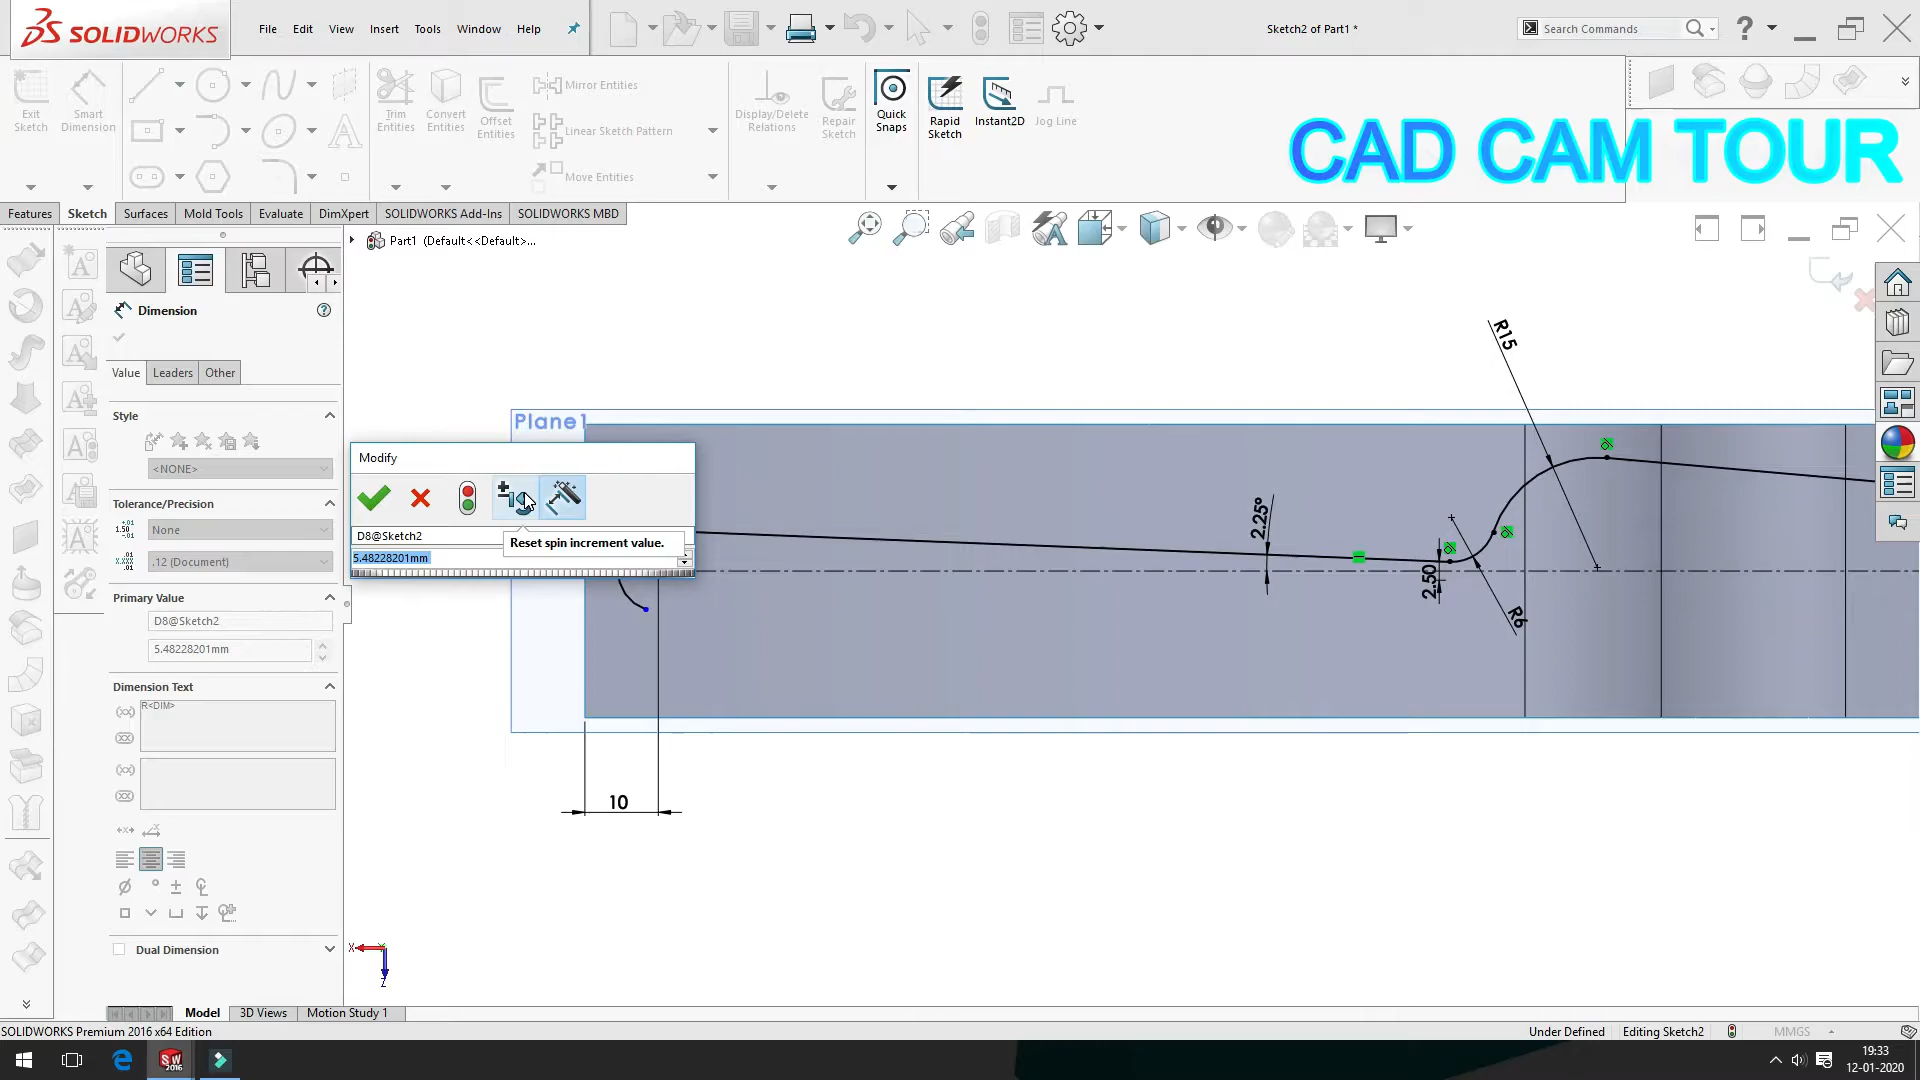 SOLIDWORKS
File Edit View Insert Tools Window Help
Sketch2 of Part1 *
Search Commands
Exit Sketch
Smart Dimension
Trim Entities
Convert Entities
Offset Entities
Mirror Entities
Linear Sketch Pattern
Move Entities
Display/Delete Relations
Repair Sketch
Quick Snaps
Rapid Sketch
Instant2D
Jog Line
CAD CAM TOUR
Features Sketch Surfaces Mold Tools Evaluate DimXpert SOLIDWORKS Add-Ins SOLIDWORKS MBD
Part1 (Default<<Default>...
Dimension
Value Leaders Other
Style
<NONE>
Tolerance/Precision
None
.12 (Document)
Primary Value
D8@Sketch2
5.48228201mm
Dimension Text
R<DIM>
Dual Dimension
Modify
D8@Sketch2
Reset spin increment value.
5.48228201mm
Plane1
R15
2.25°
2.50
R6
10
X
Z
Model 3D Views Motion Study 1
SOLIDWORKS Premium 2016 x64 Edition
Under Defined Editing Sketch2 MMGS
19:33
12-01-2020